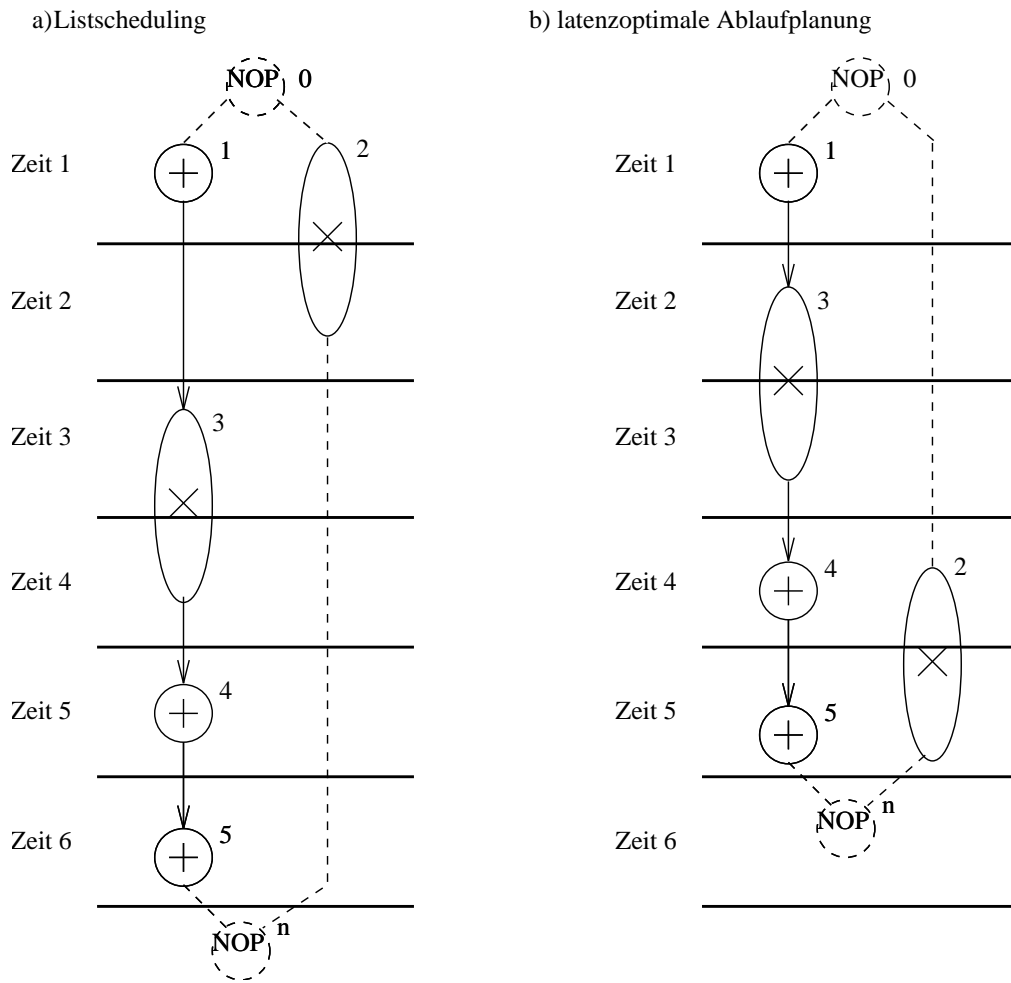 a)Listscheduling
NOP 0
Zeit 1
1
+
2
×
Zeit 2
Zeit 3
3
×
Zeit 4
Zeit 5
4
+
Zeit 6
5
+
NOP n
b) latenzoptimale Ablaufplanung
NOP 0
Zeit 1
1
+
Zeit 2
3
×
Zeit 3
Zeit 4
4
+
2
×
Zeit 5
5
+
Zeit 6
NOP n